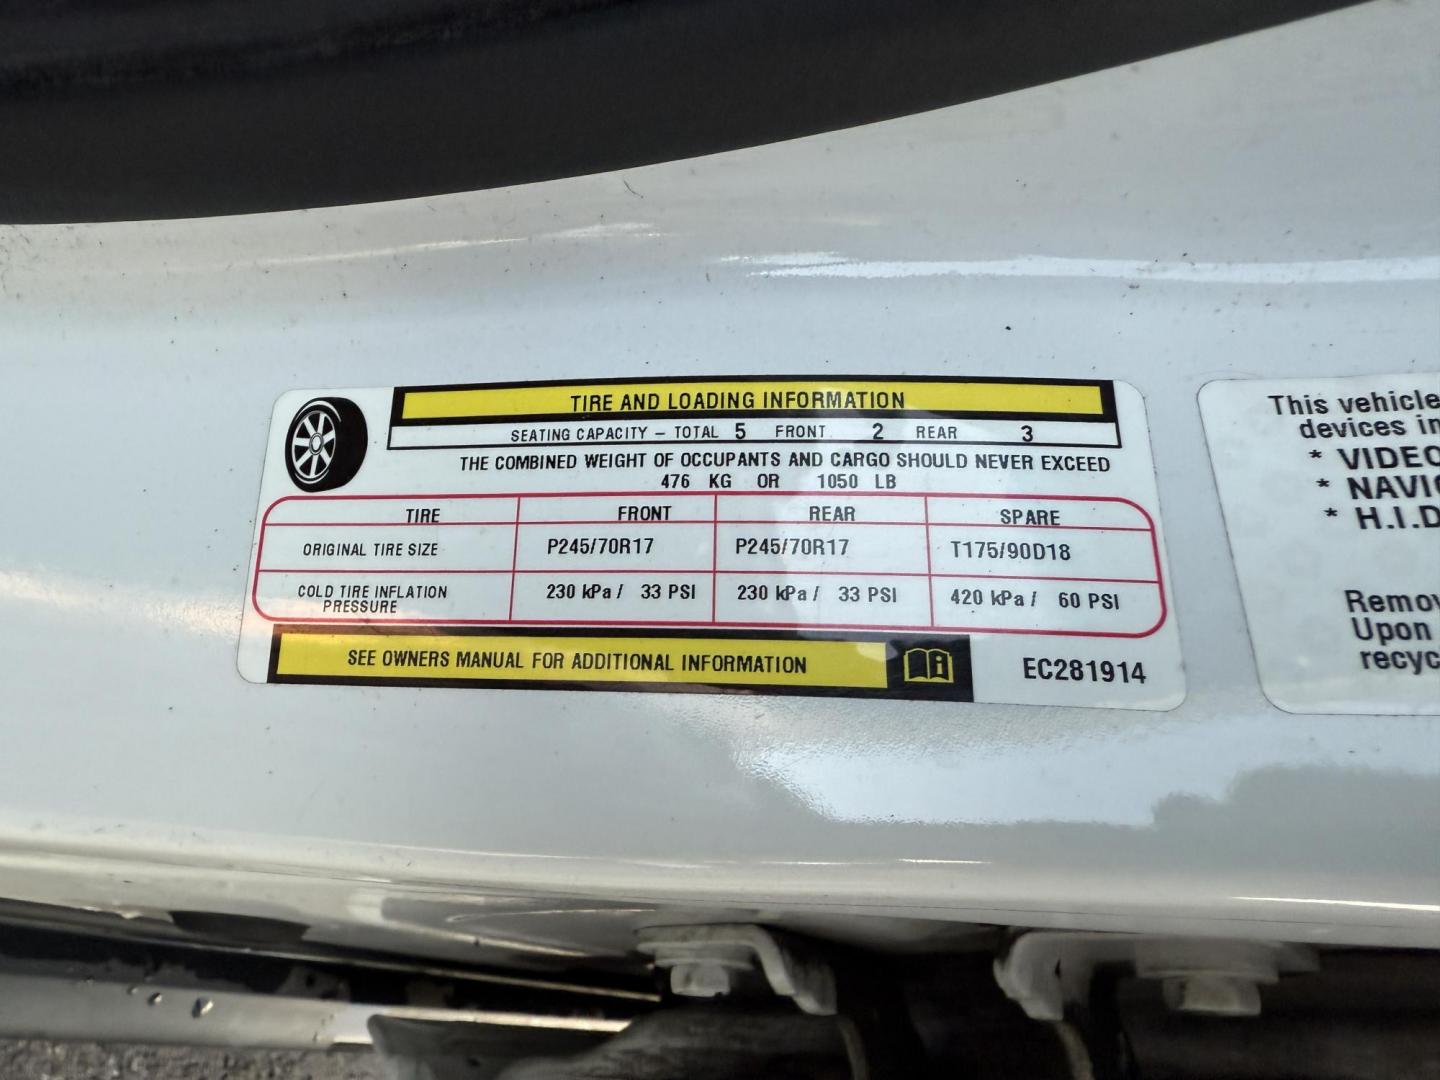 TIRE AND LOADING INFORMATION
SEATING CAPACITY – TOTAL 5 FRONT 2 REAR 3
THE COMBINED WEIGHT OF OCCUPANTS AND CARGO SHOULD NEVER EXCEED
476 KG OR 1050 LB
TIRE FRONT REAR SPARE
ORIGINAL TIRE SIZE P245/70R17 P245/70R17 T175/90D18
COLD TIRE INFLATION PRESSURE 230 kPa / 33 PSI 230 kPa / 33 PSI 420 kPa / 60 PSI
SEE OWNERS MANUAL FOR ADDITIONAL INFORMATION
EC281914
This vehicle
devices in
* VIDEO
* NAVIG
* H.I.D
Remov
Upon
recyc